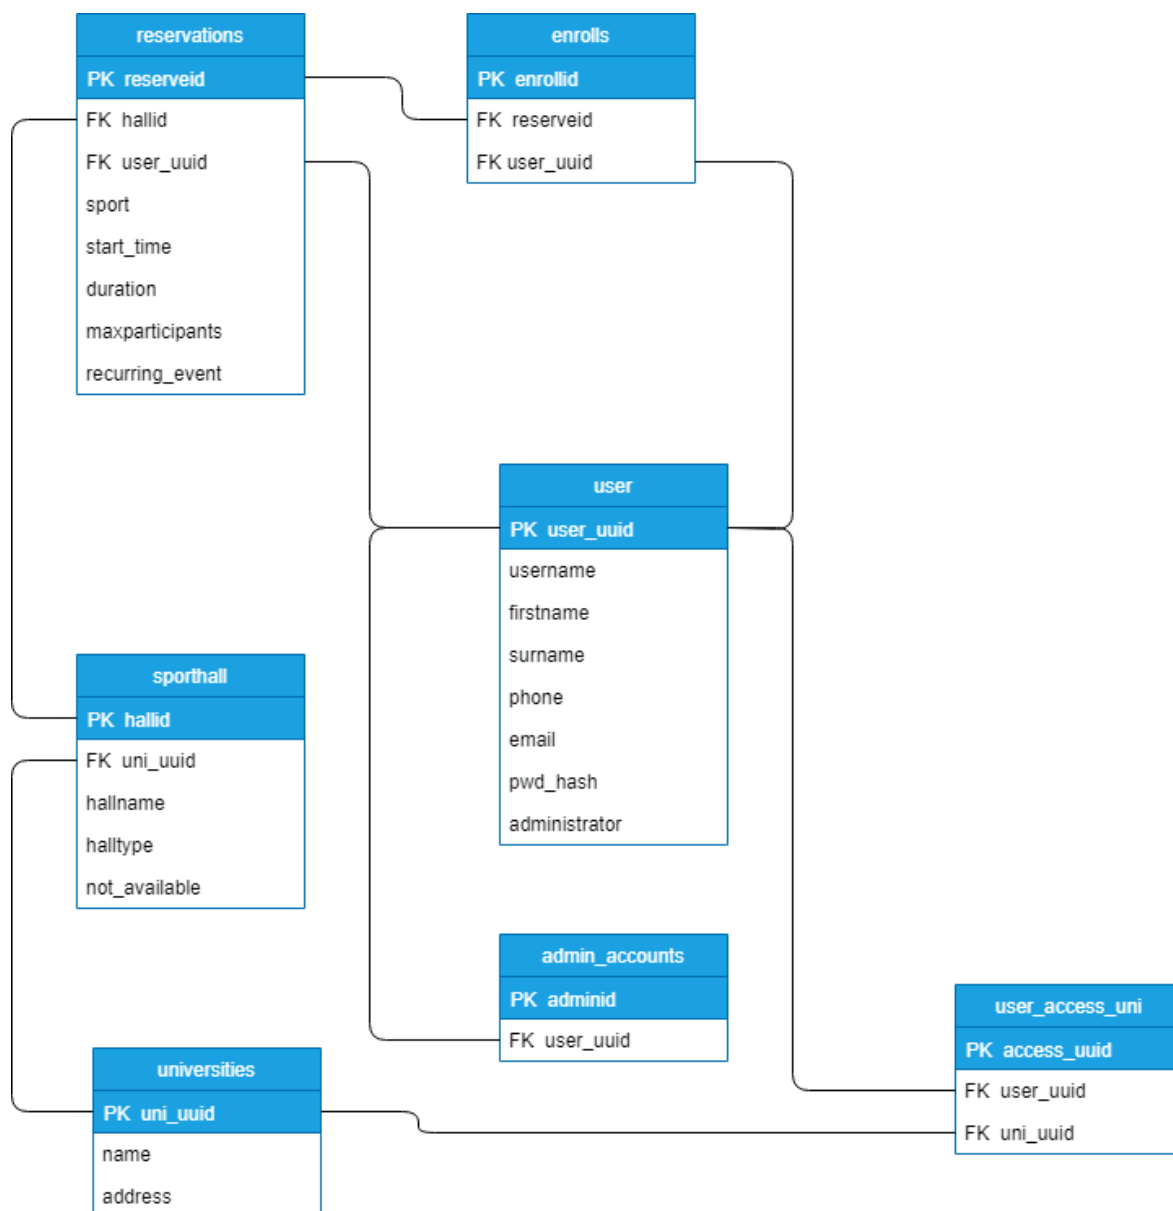 reservations
PK reserveid
FK hallid
FK user_uuid
sport
start_time
duration
maxparticipants
recurring_event
enrolls
PK enrollid
FK reserveid
FK user_uuid
user
PK user_uuid
username
firstname
surname
phone
email
pwd_hash
administrator
sporthall
PK hallid
FK uni_uuid
hallname
halltype
not_available
admin_accounts
PK adminid
FK user_uuid
user_access_uni
PK access_uuid
FK user_uuid
FK uni_uuid
universities
PK uni_uuid
name
address